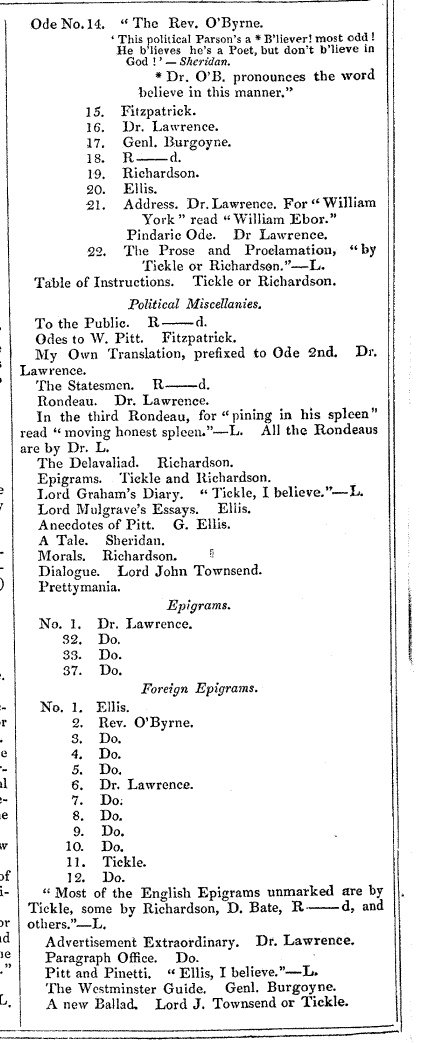 Ode No. 14. "The Rev. O'Byrne.
'This political Parson's a * B'liever! most odd!
He b'lieves he's a Poet, but don't b'lieve in
God!'—Sheridan.
* Dr. O'B. pronounces the word
believe in this manner."
15. Fitzpatrick.
16. Dr. Lawrence.
17. Genl. Burgoyne.
18. R——d.
19. Richardson.
20. Ellis.
21. Address. Dr. Lawrence. For "William
York" read "William Ebor."
Pindaric Ode. Dr Lawrence.
22. The Prose and Proclamation, "by
Tickle or Richardson."—L.
Table of Instructions. Tickle or Richardson.
Political Miscellanies.
To the Public. R——d.
Odes to W. Pitt. Fitzpatrick.
My Own Translation, prefixed to Ode 2nd. Dr.
Lawrence.
The Statesmen. R——d.
Rondeau. Dr. Lawrence.
In the third Rondeau, for "pining in his spleen"
read "moving honest spleen."—L. All the Rondeaus
are by Dr. L.
The Delavaliad. Richardson.
Epigrams. Tickle and Richardson.
Lord Graham's Diary. "Tickle, I believe."—L.
Lord Mulgrave's Essays. Ellis.
Anecdotes of Pitt. G. Ellis.
A Tale. Sheridan.
Morals. Richardson.
Dialogue. Lord John Townsend.
Prettymania.
Epigrams.
No. 1. Dr. Lawrence.
32. Do.
33. Do.
37. Do.
Foreign Epigrams.
No. 1. Ellis.
2. Rev. O'Byrne.
3. Do.
4. Do.
5. Do.
6. Dr. Lawrence.
7. Do.
8. Do.
9. Do.
10. Do.
11. Tickle.
12. Do.
"Most of the English Epigrams unmarked are by
Tickle, some by Richardson, D. Bate, R——d, and
others."—L.
Advertisement Extraordinary. Dr. Lawrence.
Paragraph Office. Do.
Pitt and Pinetti. "Ellis, I believe."—L.
The Westminster Guide. Genl. Burgoyne.
A new Ballad. Lord J. Townsend or Tickle.